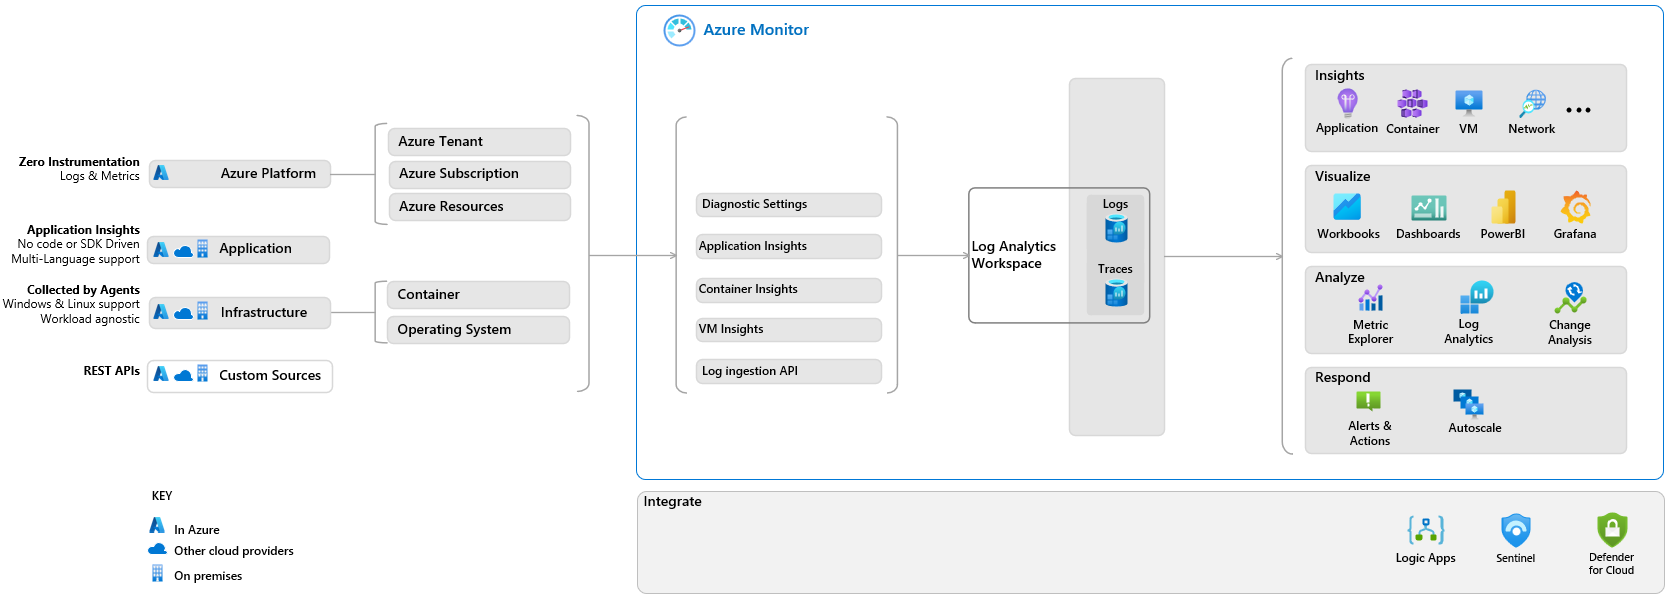 Azure Monitor
Zero Instrumentation
Logs & Metrics
Azure Platform
Azure Tenant
Azure Subscription
Azure Resources
Application Insights
No code or SDK Driven
Multi-Language support
Application
Collected by Agents
Windows & Linux support
Workload agnostic
Infrastructure
Container
Operating System
REST APIs
Custom Sources
Diagnostic Settings
Application Insights
Container Insights
VM Insights
Log ingestion API
Log Analytics
Workspace
Logs
Traces
Insights
Application
Container
VM
Network
...
Visualize
Workbooks
Dashboards
PowerBI
Grafana
Analyze
Metric
Explorer
Log
Analytics
Change
Analysis
Respond
Alerts &
Actions
Autoscale
KEY
In Azure
Other cloud providers
On premises
Integrate
Logic Apps
Sentinel
Defender
for Cloud